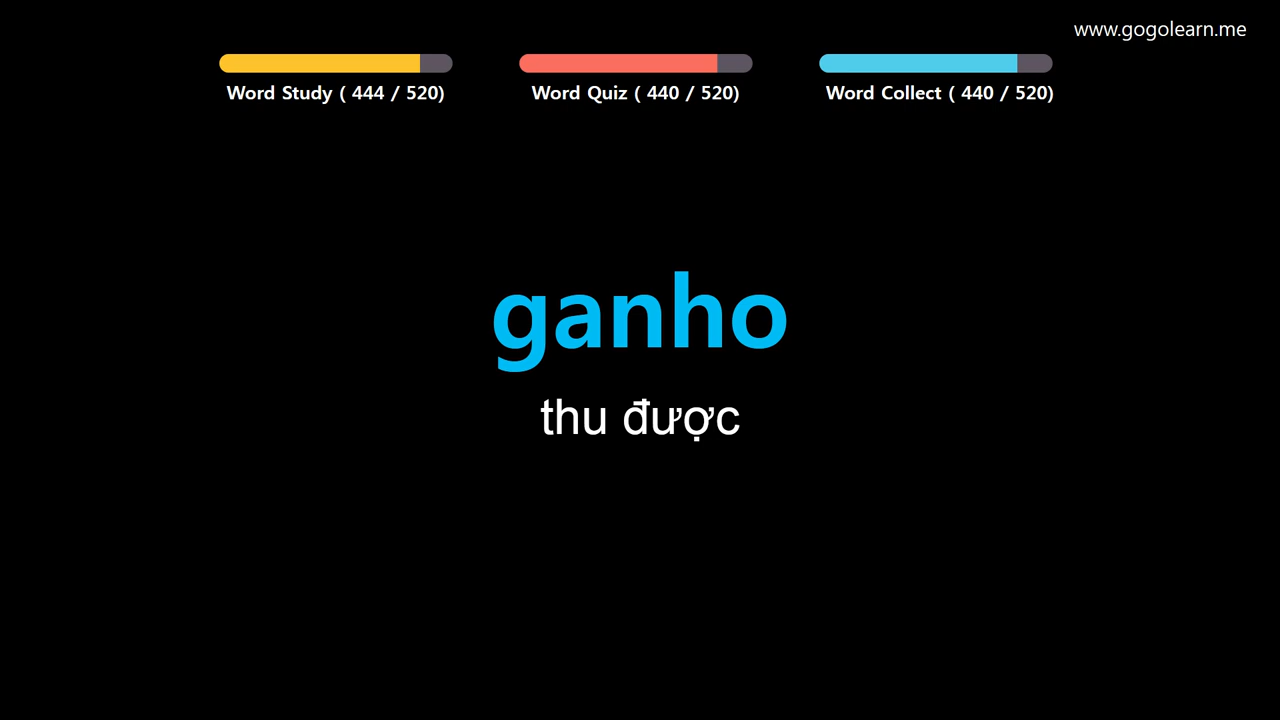 www.gogolearn.me
Word Study ( 444 / 520)
Word Quiz ( 440 / 520)
Word Collect ( 440 / 520)
ganho
thu được